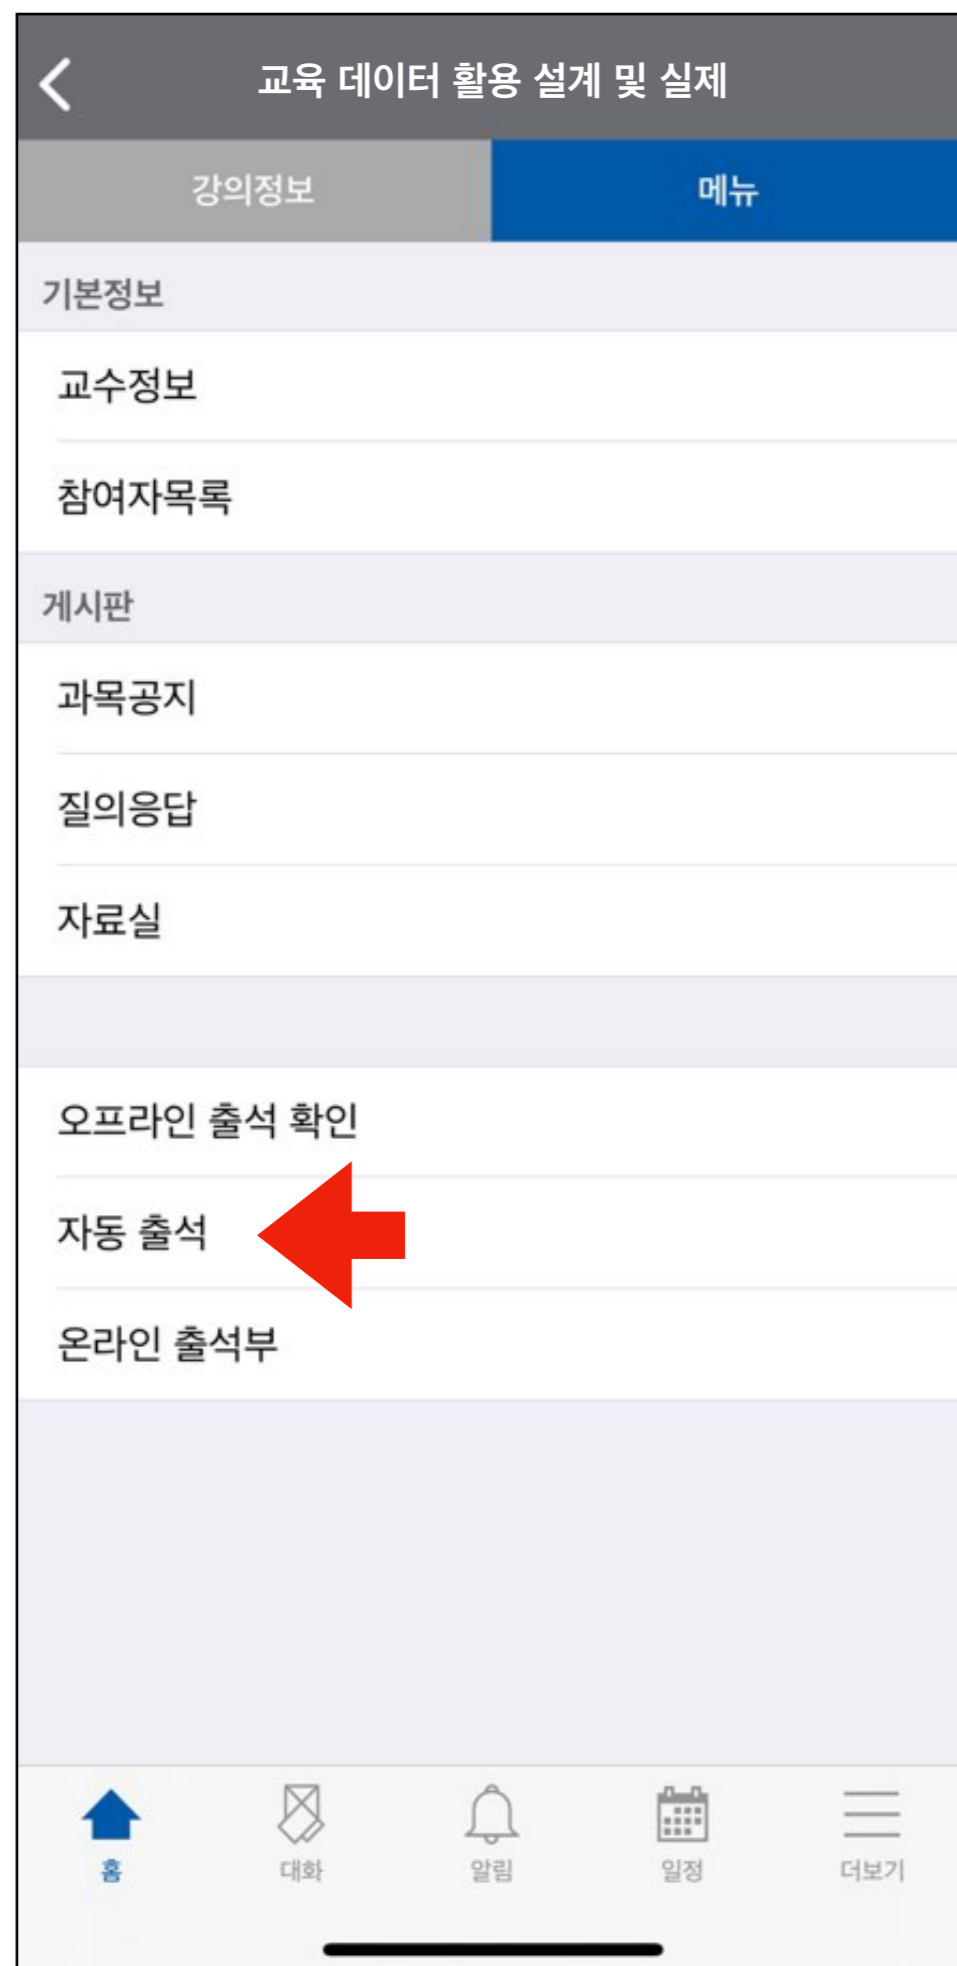 교육 데이터 활용 설계 및 실제
강의정보 메뉴
기본정보
교수정보
참여자목록
게시판
과목공지
질의응답
자료실
오프라인 출석 확인
자동 출석
온라인 출석부
홈 대화 알림 일정 더보기